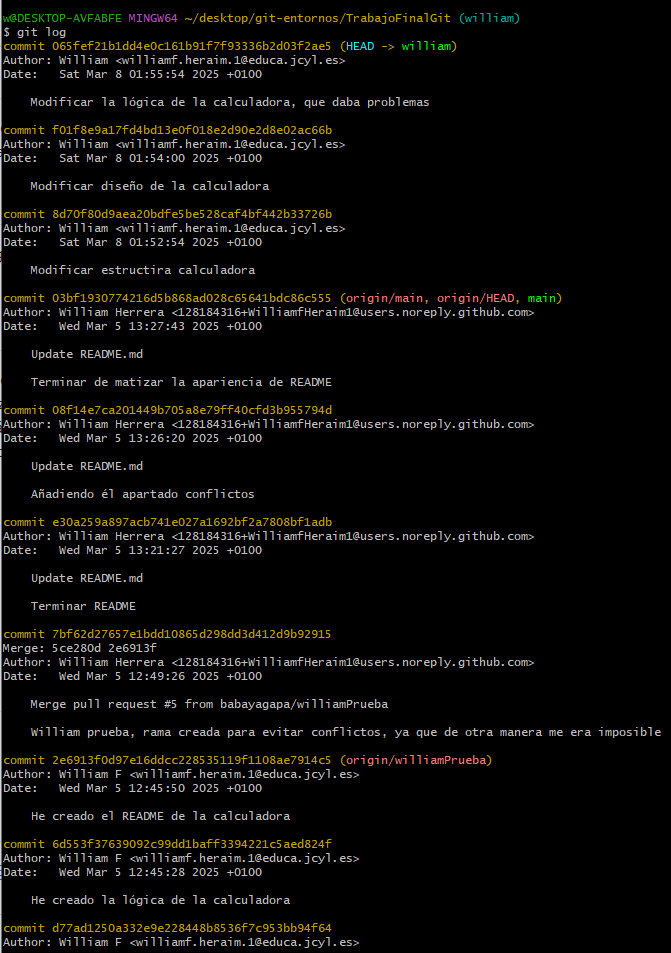 w@DESKTOP-AVFABFE MINGW64 ~/desktop/git-entornos/TrabajoFinalGit (william)
$ git log
commit 065fef21b1dd4e0c161b91f7f93336b2d03f2ae5 (HEAD -> william)
Author: William <williamf.heraim.1@educa.jcyl.es>
Date:   Sat Mar 8 01:55:54 2025 +0100
Modificar la lógica de la calculadora, que daba problemas
commit f01f8e9a17fd4bd13e0f018e2d90e2d8e02ac66b
Author: William <williamf.heraim.1@educa.jcyl.es>
Date:   Sat Mar 8 01:54:00 2025 +0100
Modificar diseño de la calculadora
commit 8d70f80d9aea20bdfe5be528caf4bf442b33726b
Author: William <williamf.heraim.1@educa.jcyl.es>
Date:   Sat Mar 8 01:52:54 2025 +0100
Modificar estructira calculadora
commit 03bf1930774216d5b868ad028c65641bdc86c555 (origin/main, origin/HEAD, main)
Author: William Herrera <128184316+WilliamfHeraim1@users.noreply.github.com>
Date:   Wed Mar 5 13:27:43 2025 +0100
Update README.md
Terminar de matizar la apariencia de README
commit 08f14e7ca201449b705a8e79ff40cfd3b955794d
Author: William Herrera <128184316+WilliamfHeraim1@users.noreply.github.com>
Date:   Wed Mar 5 13:26:20 2025 +0100
Update README.md
Añadiendo él apartado conflictos
commit e30a259a897acb741e027a1692bf2a7808bf1adb
Author: William Herrera <128184316+WilliamfHeraim1@users.noreply.github.com>
Date:   Wed Mar 5 13:21:27 2025 +0100
Update README.md
Terminar README
commit 7bf62d27657e1bdd10865d298dd3d412d9b92915
Merge: 5ce280d 2e6913f
Author: William Herrera <128184316+WilliamfHeraim1@users.noreply.github.com>
Date:   Wed Mar 5 12:49:26 2025 +0100
Merge pull request #5 from babayagapa/williamPrueba
William prueba, rama creada para evitar conflictos, ya que de otra manera me era imposible
commit 2e6913f0d97e16ddcc228535119f1108ae7914c5 (origin/williamPrueba)
Author: William F <williamf.heraim.1@educa.jcyl.es>
Date:   Wed Mar 5 12:45:50 2025 +0100
He creado el README de la calculadora
commit 6d553f37639092c99dd1baff3394221c5aed824f
Author: William F <williamf.heraim.1@educa.jcyl.es>
Date:   Wed Mar 5 12:45:28 2025 +0100
He creado la lógica de la calculadora
commit d77ad1250a332e9e228448b8536f7c953bb94f64
Author: William F <williamf.heraim.1@educa.jcyl.es>